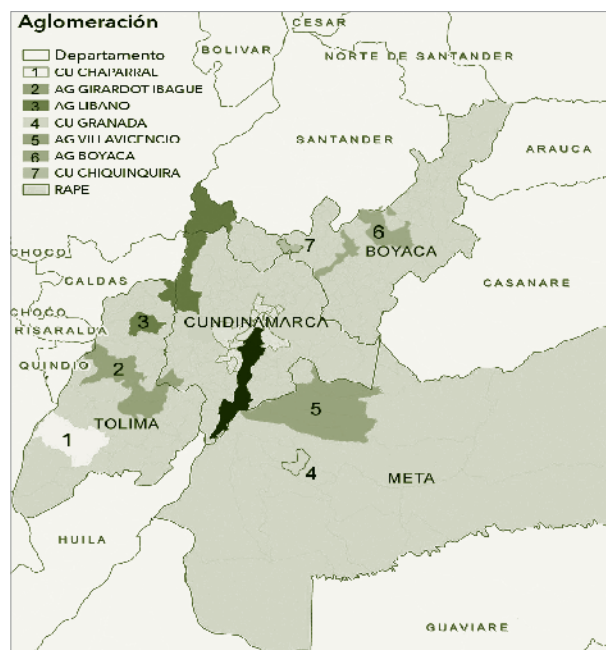 Aglomeración
Departamento
1 CU CHAPARRAL
2 AG GIRARDOT IBAGUE
3 AG LIBANO
4 CU GRANADA
5 AG VILLAVICENCIO
6 AG BOYACA
7 CU CHIQUINQUIRA
RAPE
CESAR
BOLIVAR
NORTE DE SANTANDER
SANTANDER
ARAUCA
6
7
BOYACA
CHOCO
CALDAS
CASANARE
CHOCO
3
CUNDINAMARCA
RISARALDA
QUINDIO
2
5
TOLIMA
1
4
META
HUILA
GUAVIARE